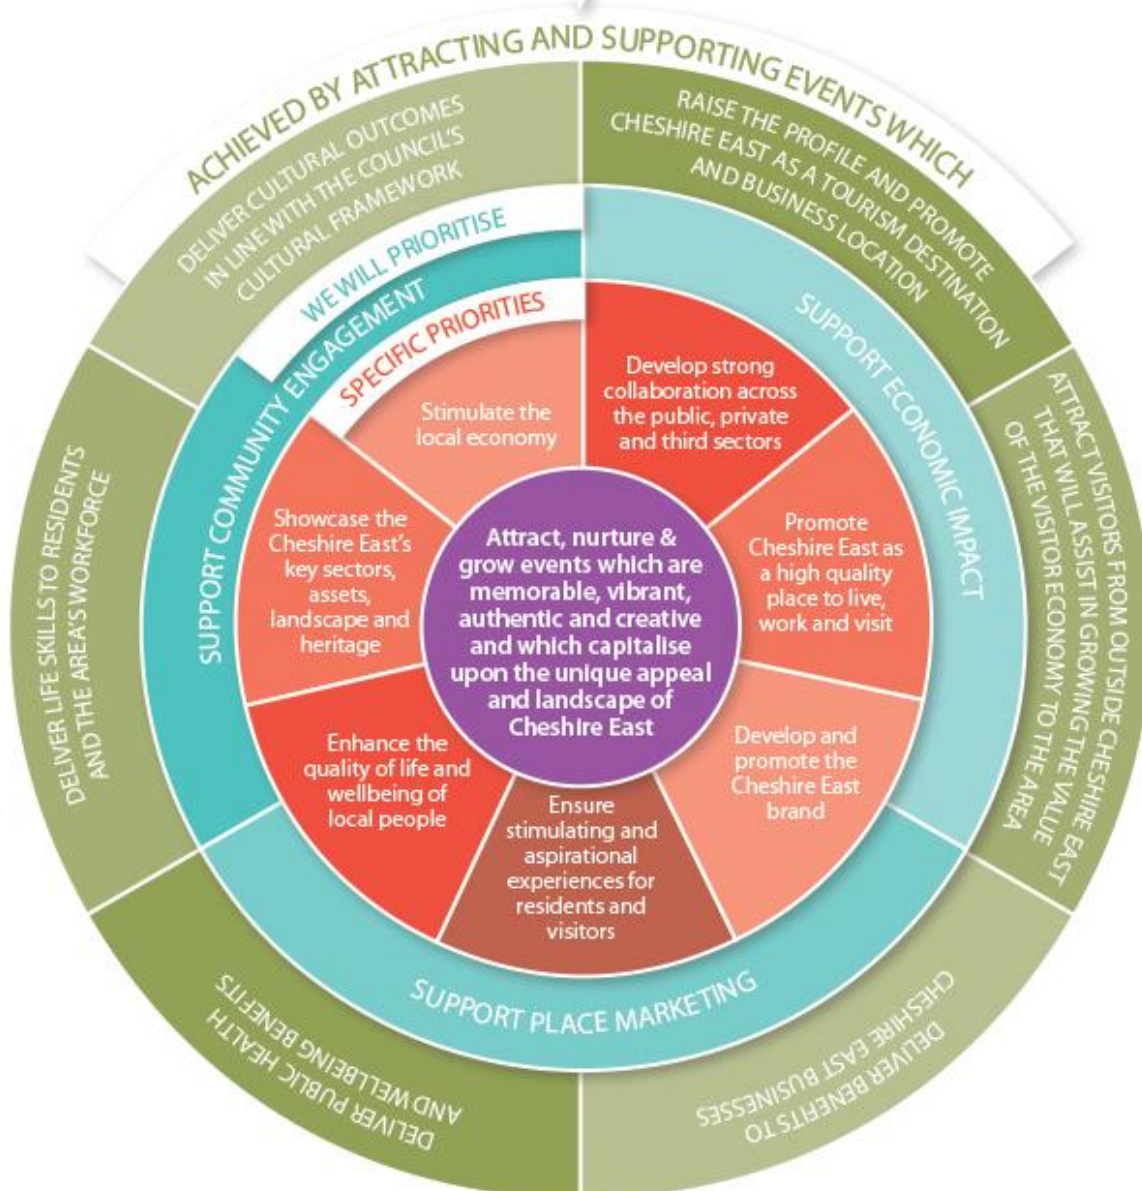 ACHIEVED BY ATTRACTING AND SUPPORTING EVENTS WHICH
RAISE THE PROFILE AND PROMOTE
CHESHIRE EAST AS A TOURISM DESTINATION
AND BUSINESS LOCATION
ATTRACT VISITORS FROM OUTSIDE CHESHIRE EAST
THAT WILL ASSIST IN GROWING THE VALUE
OF THE VISITOR ECONOMY TO THE AREA
DELIVER BENEFITS TO
CHESHIRE EAST BUSINESSES
DELIVER PUBLIC HEALTH
AND WELLBEING BENEFITS
DELIVER LIFE SKILLS TO RESIDENTS
AND THE AREA'S WORKFORCE
DELIVER CULTURAL OUTCOMES
IN LINE WITH THE COUNCIL'S
CULTURAL FRAMEWORK
WE WILL PRIORITISE
SUPPORT ECONOMIC IMPACT
SUPPORT PLACE MARKETING
SUPPORT COMMUNITY ENGAGEMENT
SPECIFIC PRIORITIES
Develop strong
collaboration across
the public, private
and third sectors
Promote
Cheshire East as
a high quality
place to live,
work and visit
Develop and
promote the
Cheshire East
brand
Ensure
stimulating and
aspirational
experiences for
residents and
visitors
Enhance the
quality of life and
wellbeing of
local people
Showcase the
Cheshire East's
key sectors,
assets,
landscape and
heritage
Stimulate the
local economy
Attract, nurture &
grow events which are
memorable, vibrant,
authentic and creative
and which capitalise
upon the unique appeal
and landscape of
Cheshire East